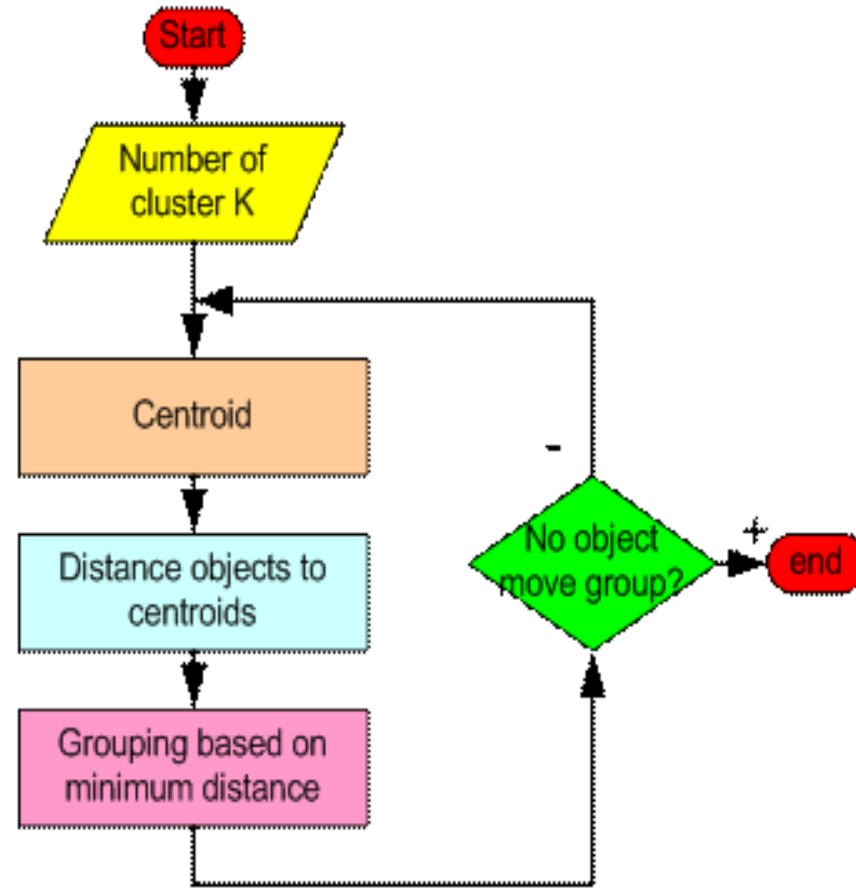 Start
Number of
cluster K
Centroid
Distance objects to
centroids
Grouping based on
minimum distance
-
No object
move group?
+
end